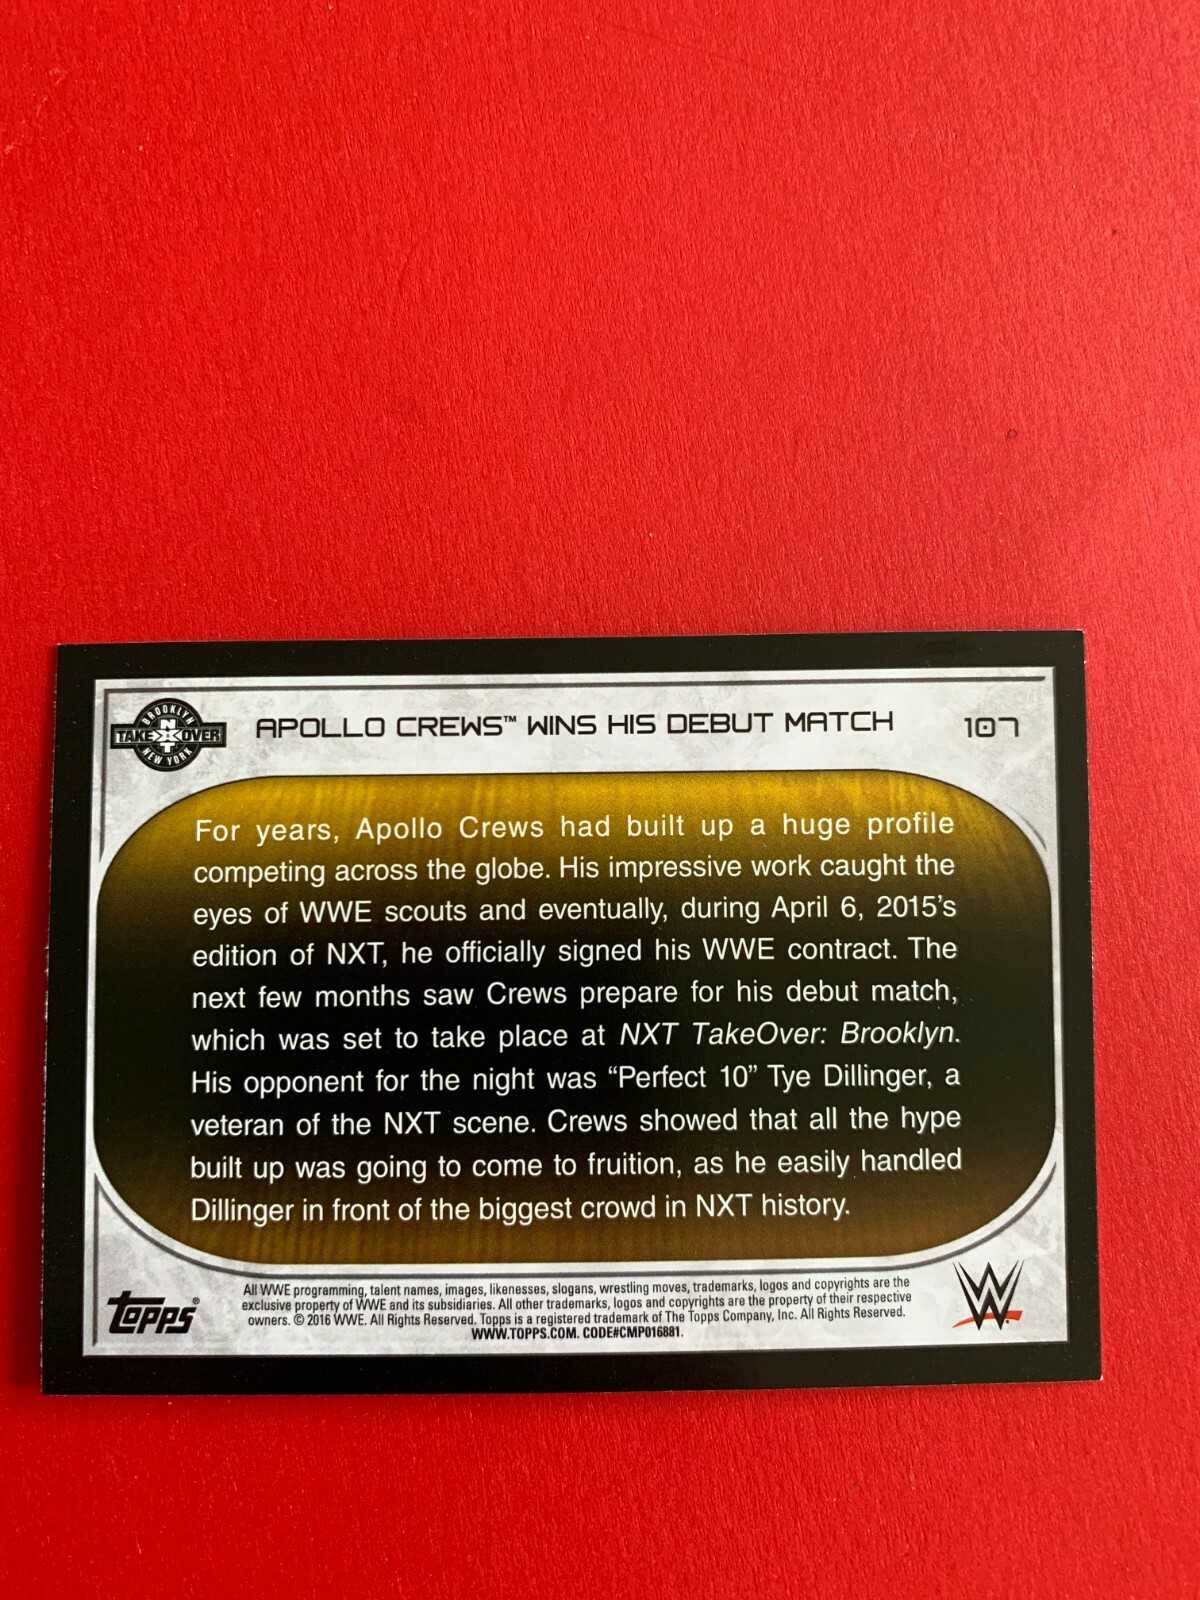 BROOKLYN
NXT
TAKE OVER
NEW YORK
APOLLO CREWS™ WINS HIS DEBUT MATCH
107
For years, Apollo Crews had built up a huge profile
competing across the globe. His impressive work caught the
eyes of WWE scouts and eventually, during April 6, 2015's
edition of NXT, he officially signed his WWE contract. The
next few months saw Crews prepare for his debut match,
which was set to take place at NXT TakeOver: Brooklyn.
His opponent for the night was “Perfect 10” Tye Dillinger, a
veteran of the NXT scene. Crews showed that all the hype
built up was going to come to fruition, as he easily handled
Dillinger in front of the biggest crowd in NXT history.
topps®
All WWE programming, talent names, images, likenesses, slogans, wrestling moves, trademarks, logos and copyrights are the
exclusive property of WWE and its subsidiaries. All other trademarks, logos and copyrights are the property of their respective
owners. © 2016 WWE. All Rights Reserved. Topps is a registered trademark of The Topps Company, Inc. All Rights Reserved.
WWW.TOPPS.COM. CODE#CMP016881.
W